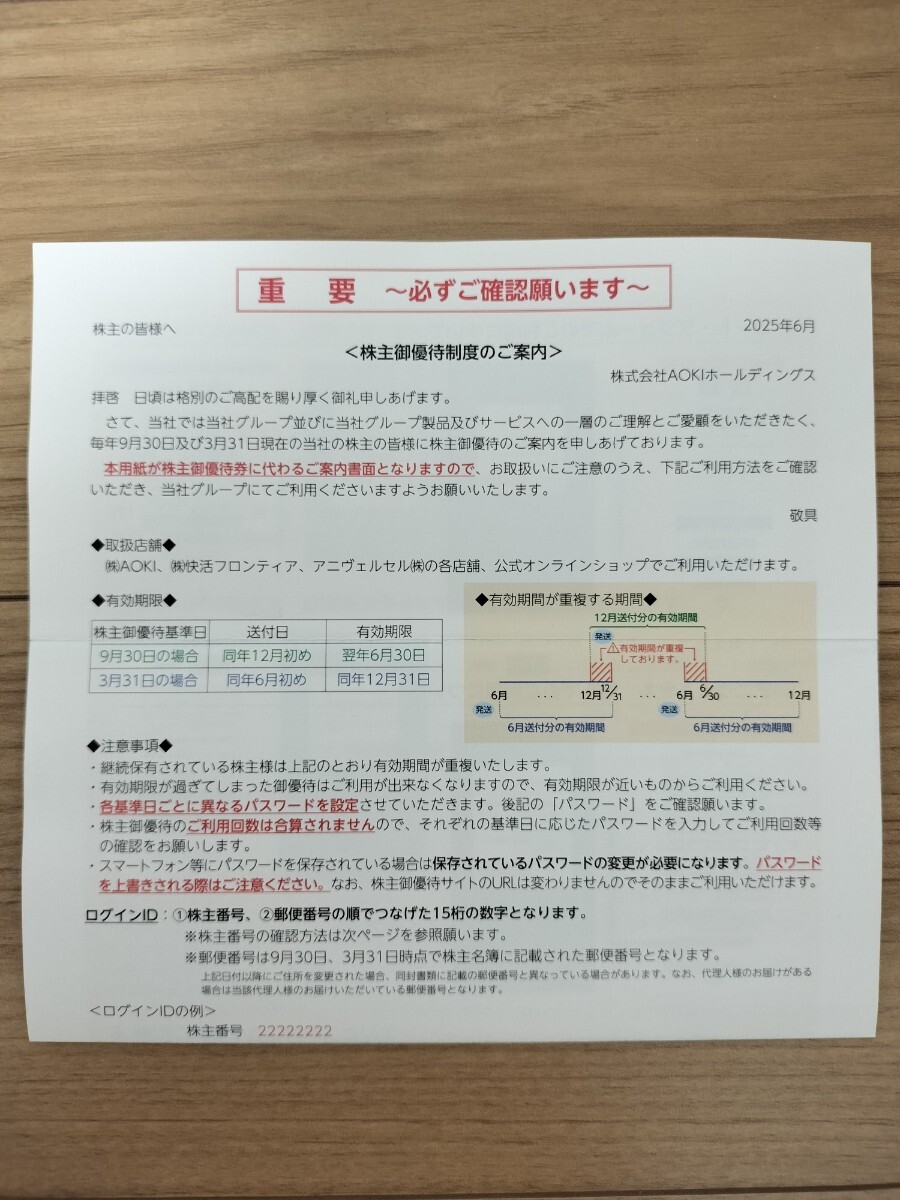 重　要　～必ずご確認願います～
株主の皆様へ
2025年6月
＜株主御優待制度のご案内＞
株式会社AOKIホールディングス
拝啓　日頃は格別のご高配を賜り厚く御礼申しあげます。
さて、当社では当社グループ並びに当社グループ製品及びサービスへの一層のご理解とご愛顧をいただきたく、
毎年9月30日及び3月31日現在の当社の株主の皆様に株主御優待のご案内を申しあげております。
本用紙が株主御優待券に代わるご案内書面となりますので、お取扱いにご注意のうえ、下記ご利用方法をご確認
いただき、当社グループにてご利用くださいますようお願いいたします。
敬具
◆取扱店舗◆
㈱AOKI、㈱快活フロンティア、アニヴェルセル㈱の各店舗、公式オンラインショップでご利用いただけます。
◆有効期限◆
株主御優待基準日　送付日　有効期限
9月30日の場合　同年12月初め　翌年6月30日
3月31日の場合　同年6月初め　同年12月31日
◆有効期間が重複する期間◆
12月送付分の有効期間
発送
⚠有効期間が重複
しております。
6月　・・・　12月　12/31　・・・　6月　6/30　・・・　12月
発送　発送
6月送付分の有効期間　6月送付分の有効期間
◆注意事項◆
・継続保有されている株主様は上記のとおり有効期間が重複いたします。
・有効期限が過ぎてしまった御優待はご利用が出来なくなりますので、有効期限が近いものからご利用ください。
・各基準日ごとに異なるパスワードを設定させていただきます。後記の「パスワード」をご確認願います。
・株主御優待のご利用回数は合算されませんので、それぞれの基準日に応じたパスワードを入力してご利用回数等
の確認をお願いします。
・スマートフォン等にパスワードを保存されている場合は保存されているパスワードの変更が必要になります。パスワード
を上書きされる際はご注意ください。なお、株主御優待サイトのURLは変わりませんのでそのままご利用いただけます。
ログインID：①株主番号、②郵便番号の順でつなげた15桁の数字となります。
※株主番号の確認方法は次ページを参照願います。
※郵便番号は9月30日、3月31日時点で株主名簿に記載された郵便番号となります。
上記日付以降にご住所を変更された場合、同封書類に記載の郵便番号と異なっている場合があります。なお、代理人様のお届けがある
場合は当該代理人様のお届けいただいている郵便番号となります。
＜ログインIDの例＞
株主番号　22222222